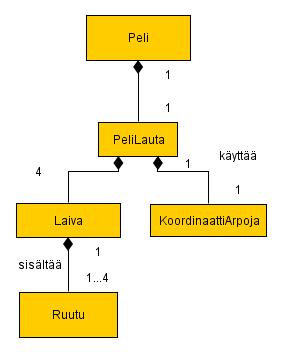 Peli
1
1
PeliLauta
käyttää
4
1
1
Laiva
KoordinaattiArpoja
sisältää
1
1...4
Ruutu